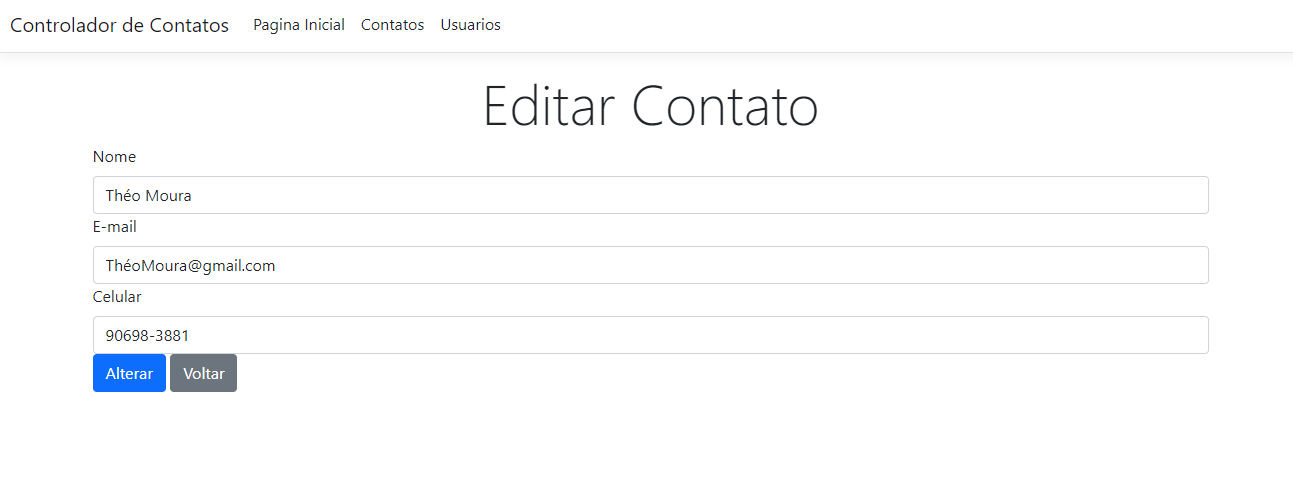 Controlador de Contatos Pagina Inicial Contatos Usuarios
Editar Contato
Nome
Théo Moura
E-mail
ThéoMoura@gmail.com
Celular
90698-3881
Alterar Voltar